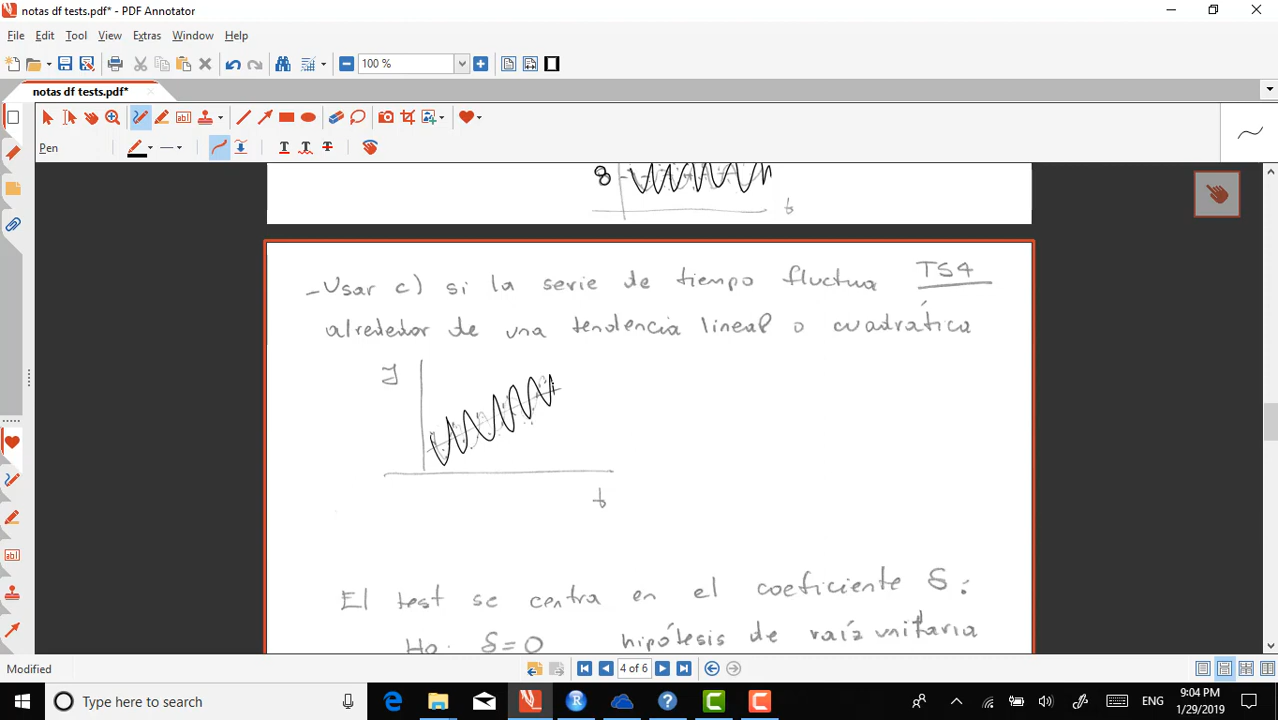 notas df tests.pdf* - PDF Annotator
File Edit Tool View Extras Window Help
100 %
notas df tests.pdf*
Pen
8
t
- Usar c) si la serie de tiempo fluctua TS4
alrededor de una tendencia lineal o cuadrática
y
t
El test se centra en el coeficiente δ:
Ho: δ=0 hipótesis de raíz unitaria
Modified
4 of 6
Type here to search
ENG
9:04 PM
1/29/2019